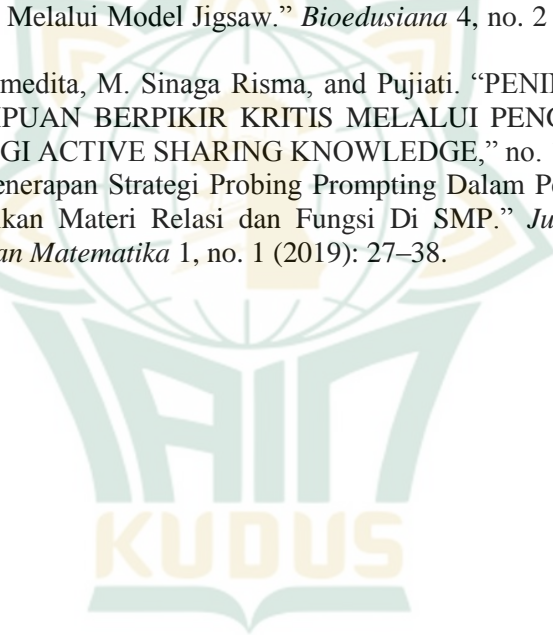 Melalui Model Jigsaw.” Bioedusiana 4, no. 2
medita, M. Sinaga Risma, and Pujiati. “PENI
PUAN BERPIKIR KRITIS MELALUI PENG
GI ACTIVE SHARING KNOWLEDGE,” no.
enerapan Strategi Probing Prompting Dalam Pe
kan Materi Relasi dan Fungsi Di SMP.” Ju
an Matematika 1, no. 1 (2019): 27–38.
IAIN
KUDUS